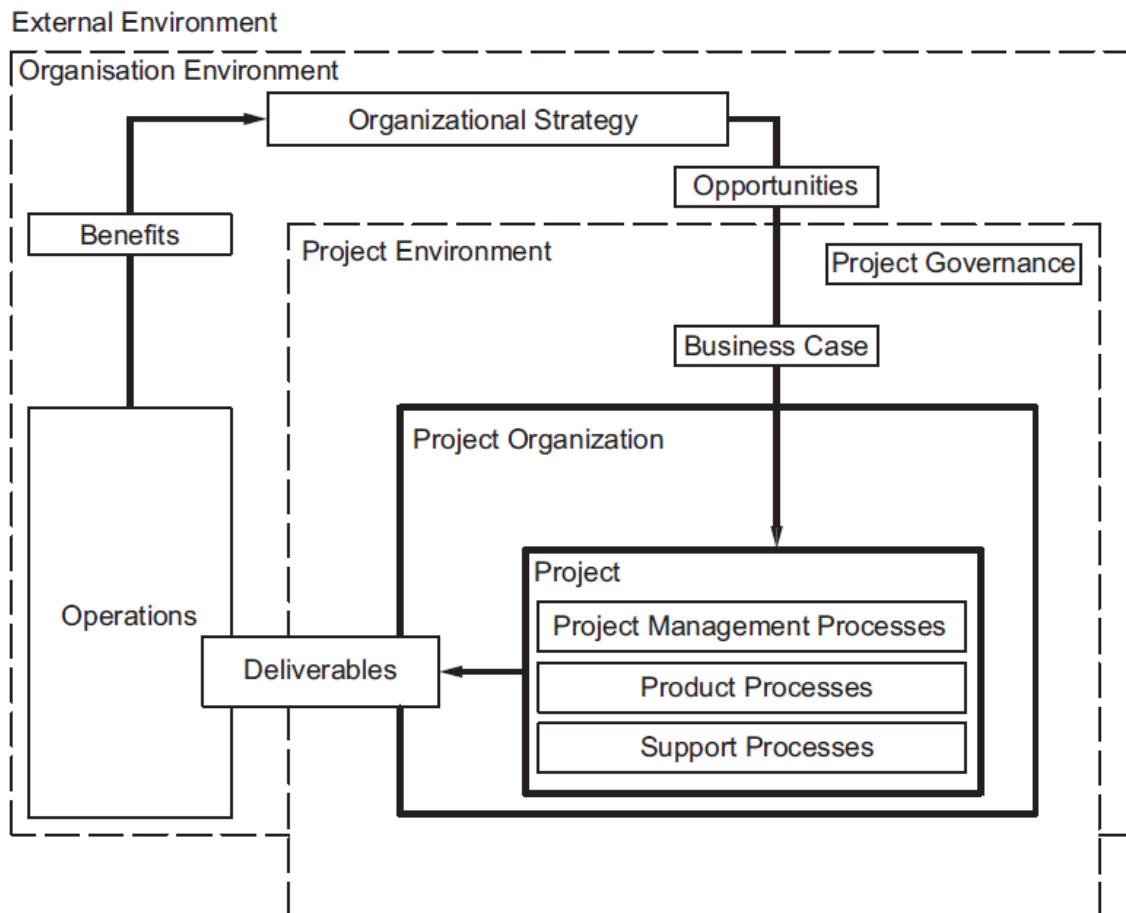 External Environment
Organisation Environment
Organizational Strategy
Opportunities
Benefits
Project Environment
Project Governance
Business Case
Project Organization
Project
Operations
Project Management Processes
Deliverables
Product Processes
Support Processes